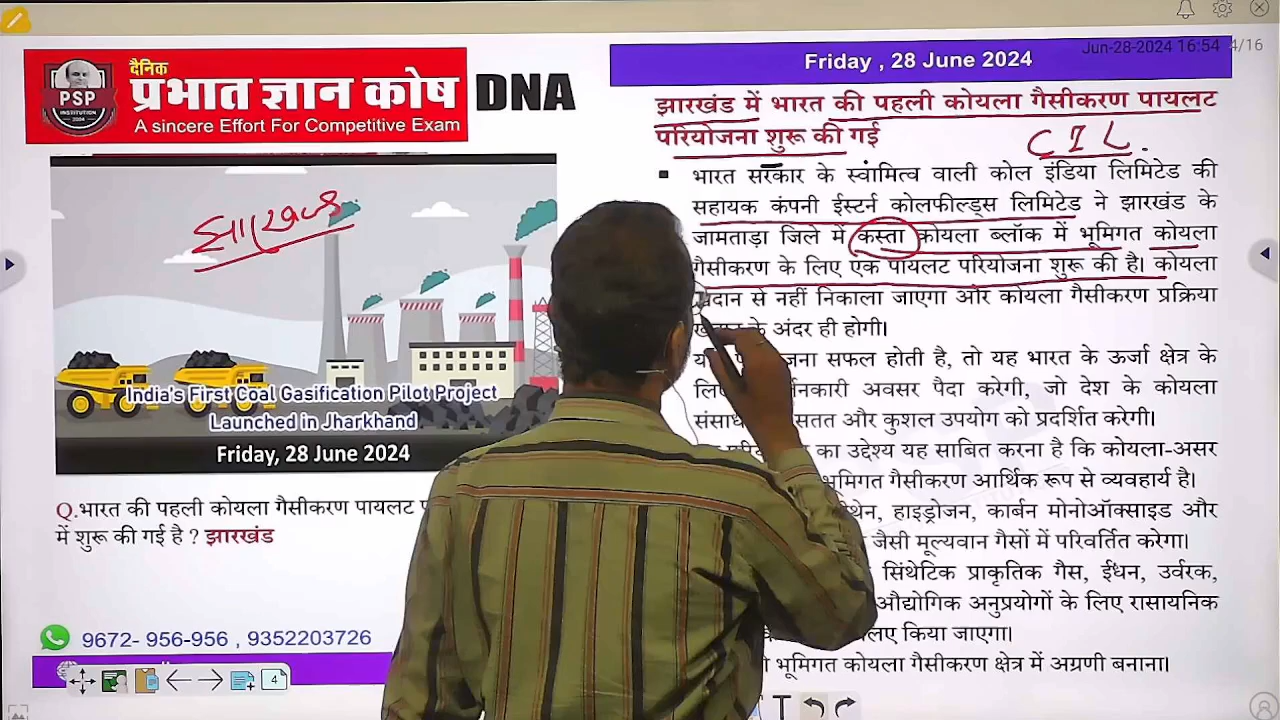 Jun-28-2024 16:54 4/16
दैनिक
प्रभात ज्ञान कोष DNA
A sincere Effort For Competitive Exam
PSP
INSTITUTION
झारखण्ड
India's First Coal Gasification Pilot Project
Launched in Jharkhand
Friday, 28 June 2024
Q.भारत की पहली कोयला गैसीकरण पायलट
में शुरू की गई है ? झारखंड
9672- 956-956 , 9352203726
4
Friday , 28 June 2024
झारखंड में भारत की पहली कोयला गैसीकरण पायलट
परियोजना शुरू की गई
CIL
भारत सरकार के स्वामित्व वाली कोल इंडिया लिमिटेड की
सहायक कंपनी ईस्टर्न कोलफील्ड्स लिमिटेड ने झारखंड के
जामताड़ा जिले में कस्ता कोयला ब्लॉक में भूमिगत कोयला
गैसीकरण के लिए एक पायलट परियोजना शुरू की है। कोयला
से नहीं निकाला जाएगा और कोयला गैसीकरण प्रक्रिया
के अंदर ही होगी।
सफल होती है, तो यह भारत के ऊर्जा क्षेत्र के
अवसर पैदा करेगी, जो देश के कोयला
सतत और कुशल उपयोग को प्रदर्शित करेगी।
का उद्देश्य यह साबित करना है कि कोयला-असर
भूमिगत गैसीकरण आर्थिक रूप से व्यवहार्य है।
हाइड्रोजन, कार्बन मोनोऑक्साइड और
जैसी मूल्यवान गैसों में परिवर्तित करेगा।
सिंथेटिक प्राकृतिक गैस, ईंधन, उर्वरक,
औद्योगिक अनुप्रयोगों के लिए रासायनिक
किया जाएगा।
भूमिगत कोयला गैसीकरण क्षेत्र में अग्रणी बनाना।